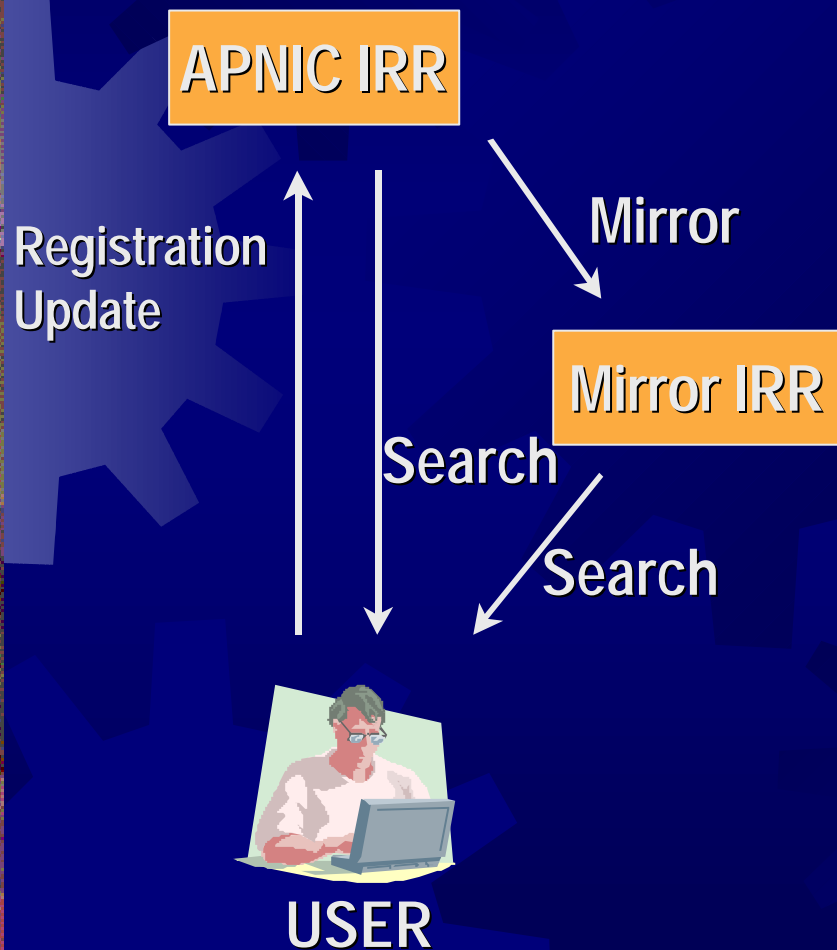 APNIC IRR
Mirror
Registration
Update
Mirror IRR
Search
Search
USER